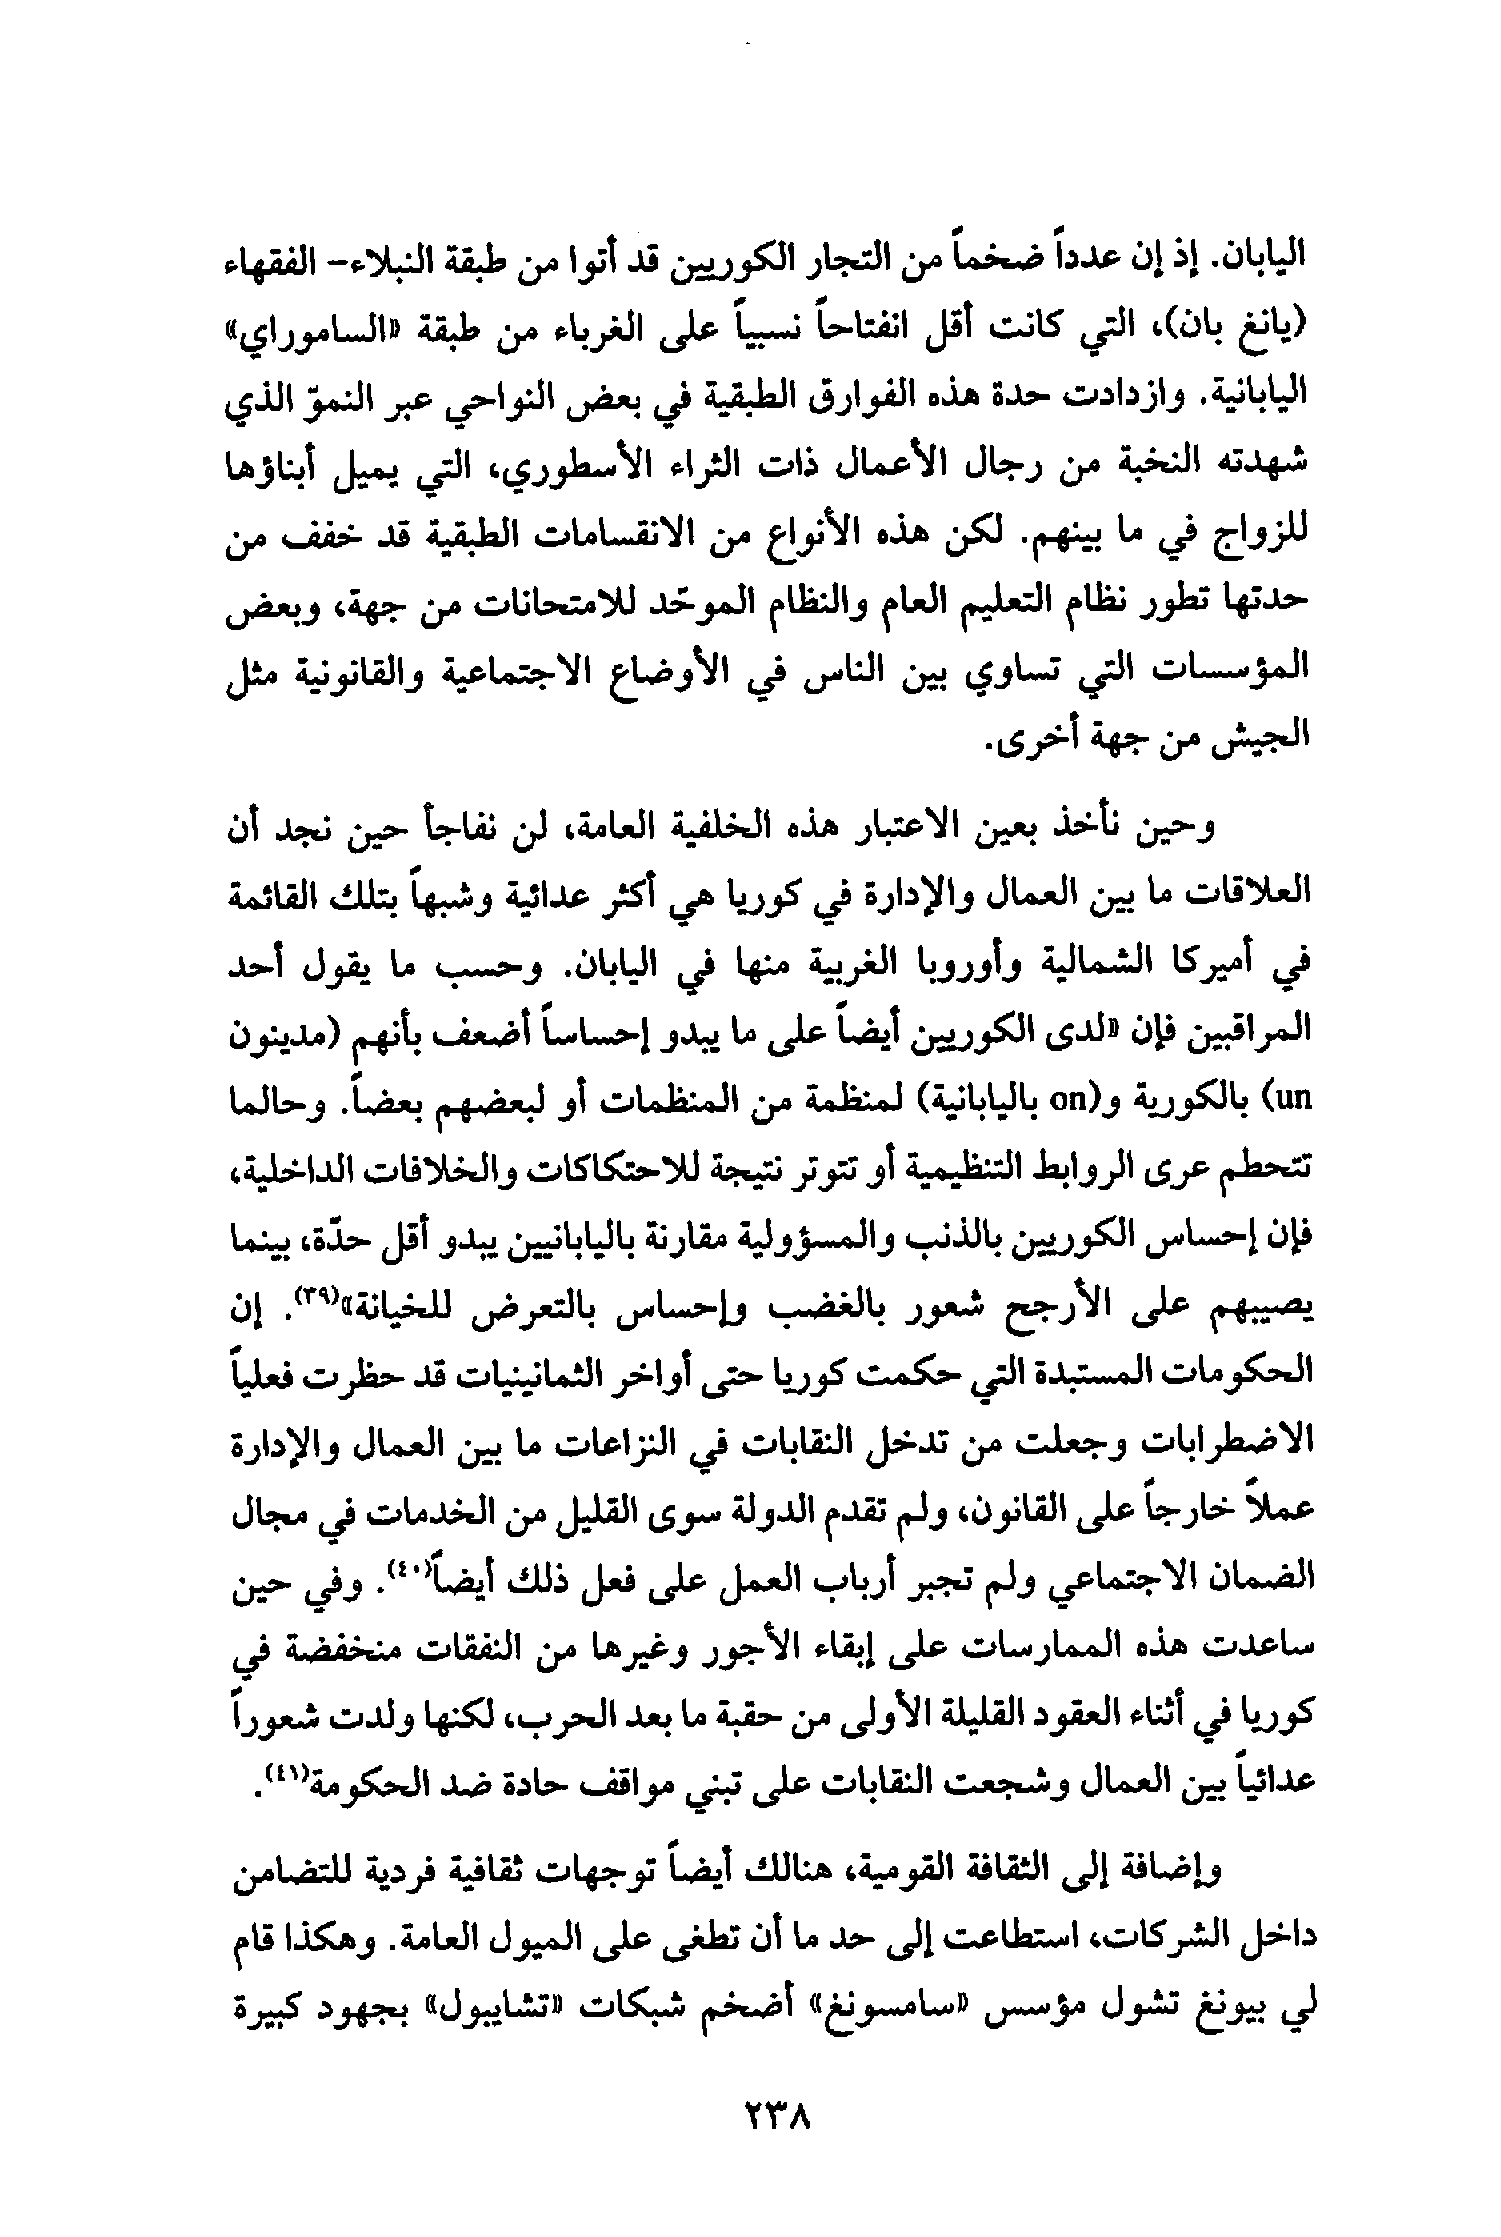 اليابان. إذ إن عدداً ضخماً من التجار الكوريين قد أتوا من طبقة النبلاء- الفقهاء
(يانغ بان)، التي كانت أقل انفتاحاً نسبياً على الغرباء من طبقة «الساموراي»
اليابانية. وازدادت حدة هذه الفوارق الطبقية في بعض النواحي عبر النموّ الذي
شهدته النخبة من رجال الأعمال ذات الثراء الأسطوري، التي يميل أبناؤها
للزواج في ما بينهم. لكن هذه الأنواع من الانقسامات الطبقية قد خفف من
حدتها تطور نظام التعليم العام والنظام الموحّد للامتحانات من جهة، وبعض
المؤسسات التي تساوي بين الناس في الأوضاع الاجتماعية والقانونية مثل
الجيش من جهة أخرى.
وحين نأخذ بعين الاعتبار هذه الخلفية العامة، لن نفاجأ حين نجد أن
العلاقات ما بين العمال والإدارة في كوريا هي أكثر عدائية وشبهاً بتلك القائمة
في أميركا الشمالية وأوروبا الغربية منها في اليابان. وحسب ما يقول أحد
المراقبين فإن «لدى الكوريين أيضاً على ما يبدو إحساساً أضعف بأنهم (مدينون
un) بالكورية و(on باليابانية) لمنظمة من المنظمات أو لبعضهم بعضاً. وحالما
تتحطم عرى الروابط التنظيمية أو تتوتر نتيجة للاحتكاكات والخلافات الداخلية،
فإن إحساس الكوريين بالذنب والمسؤولية مقارنة باليابانيين يبدو أقل حدّة، بينما
يصيبهم على الأرجح شعور بالغضب وإحساس بالتعرض للخيانة»(٣٩). إن
الحكومات المستبدة التي حكمت كوريا حتى أواخر الثمانينيات قد حظرت فعلياً
الاضطرابات وجعلت من تدخل النقابات في النزاعات ما بين العمال والإدارة
عملاً خارجاً على القانون، ولم تقدم الدولة سوى القليل من الخدمات في مجال
الضمان الاجتماعي ولم تجبر أرباب العمل على فعل ذلك أيضاً(٤٠). وفي حين
ساعدت هذه الممارسات على إبقاء الأجور وغيرها من النفقات منخفضة في
كوريا في أثناء العقود القليلة الأولى من حقبة ما بعد الحرب، لكنها ولدت شعوراً
عدائياً بين العمال وشجعت النقابات على تبني مواقف حادة ضد الحكومة(٤١).
وإضافة إلى الثقافة القومية، هنالك أيضاً توجهات ثقافية فردية للتضامن
داخل الشركات، استطاعت إلى حد ما أن تطغى على الميول العامة. وهكذا قام
لي بيونغ تشول مؤسس «سامسونغ» أضخم شبكات «تشايبول» بجهود كبيرة
٢٣٨